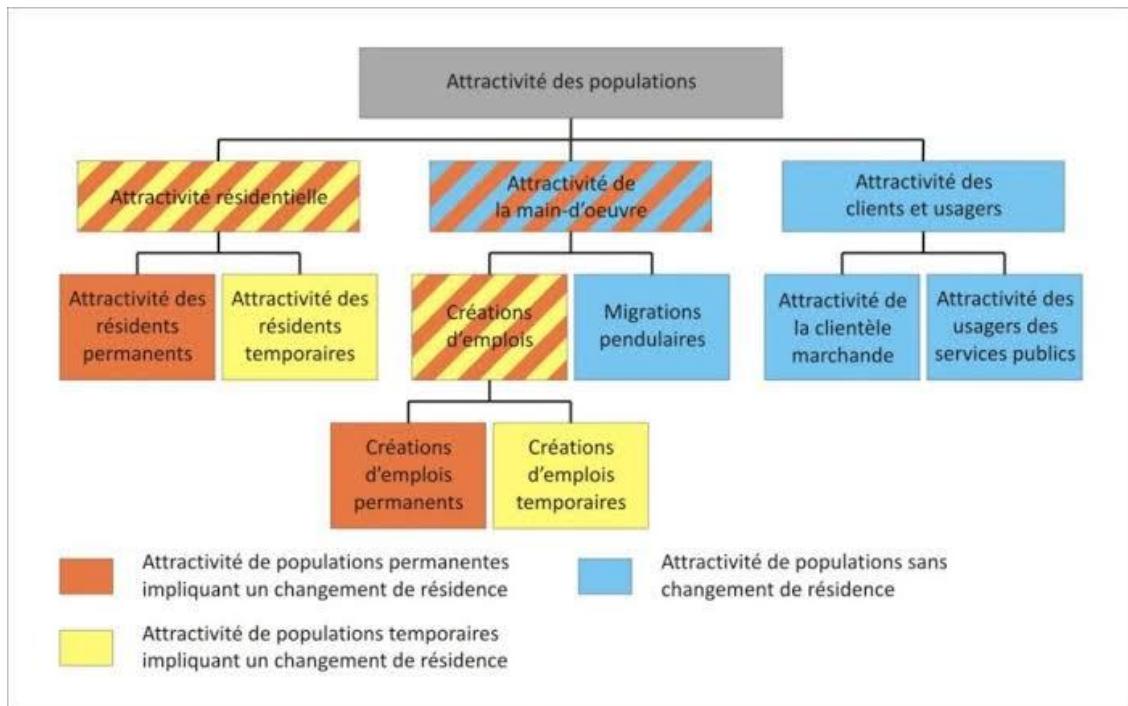 Attractivité des populations
Attractivité résidentielle
Attractivité de
la main-d'oeuvre
Attractivité des
clients et usagers
Attractivité des
résidents
permanents
Attractivité des
résidents
temporaires
Créations
d'emplois
Migrations
pendulaires
Attractivité de
la clientèle
marchande
Attractivité des
usagers des
services publics
Créations
d'emplois
permanents
Créations
d'emplois
temporaires
Attractivité de populations permanentes
impliquant un changement de résidence
Attractivité de populations sans
changement de résidence
Attractivité de populations temporaires
impliquant un changement de résidence